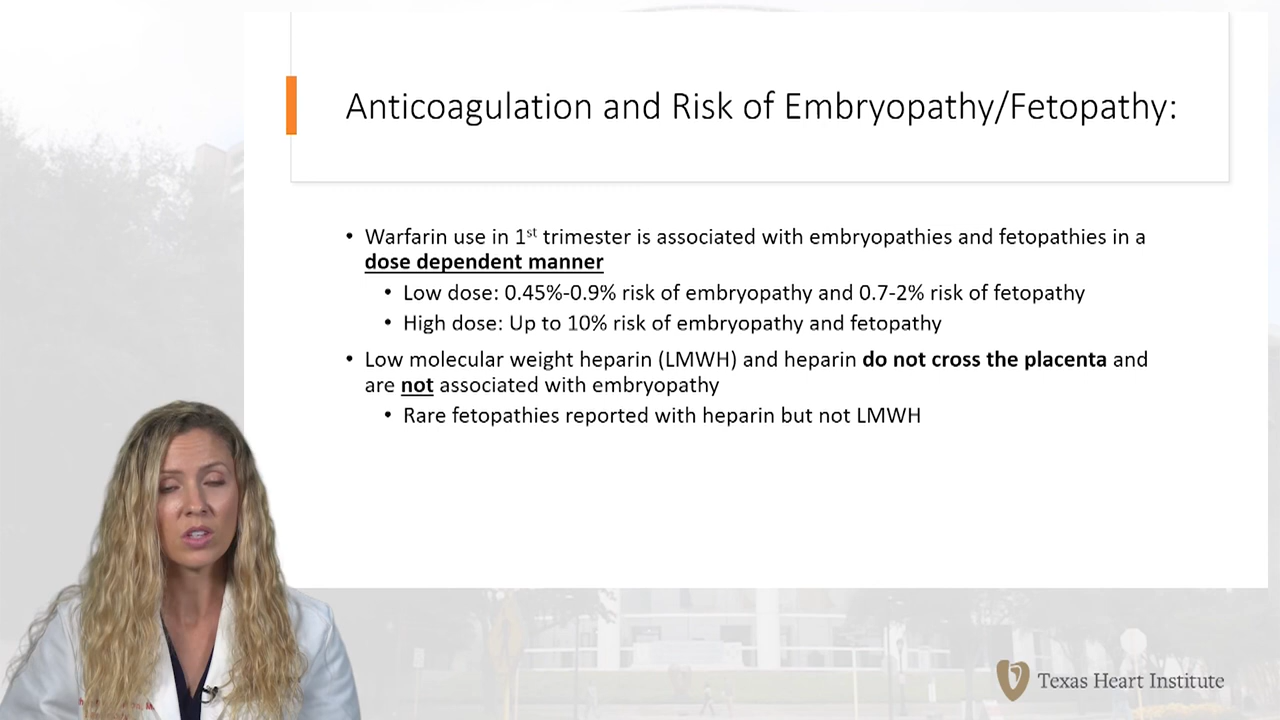 Anticoagulation and Risk of Embryopathy/Fetopathy:
• Warfarin use in 1st trimester is associated with embryopathies and fetopathies in a
dose dependent manner
• Low dose: 0.45%-0.9% risk of embryopathy and 0.7-2% risk of fetopathy
• High dose: Up to 10% risk of embryopathy and fetopathy
• Low molecular weight heparin (LMWH) and heparin do not cross the placenta and
are not associated with embryopathy
• Rare fetopathies reported with heparin but not LMWH
Texas Heart Institute